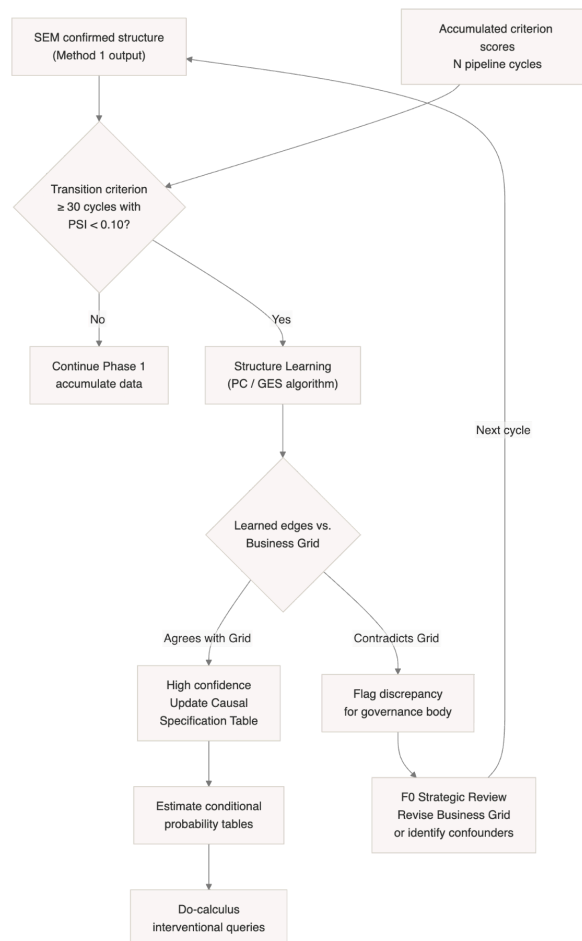 SEM confirmed structure
(Method 1 output)
Accumulated criterion
scores
N pipeline cycles
Transition criterion
≥ 30 cycles with
PSI < 0.10?
No
Yes
Continue Phase 1
accumulate data
Structure Learning
(PC / GES algorithm)
Next cycle
Learned edges vs.
Business Grid
Agrees with Grid
Contradicts Grid
High confidence
Update Causal
Specification Table
Flag discrepancy
for governance body
Estimate conditional
probability tables
F0 Strategic Review
Revise Business Grid
or identify confounders
Do-calculus
interventional queries